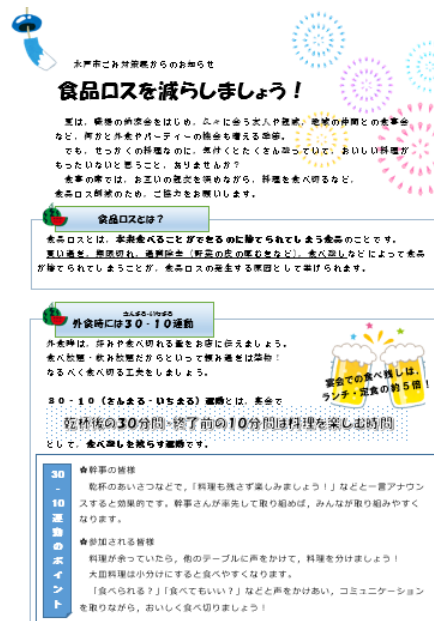 水戸市ごみ対策課からのお知らせ
食品ロスを減らしましょう！
夏は，職場の納涼会をはじめ，久々に会う友人や親戚，地域の仲間との食事会
など，何かと外食やパーティーの機会も増える季節。
でも，せっかくの料理なのに，気付くとたくさん残っていて，おいしい料理が
もったいないと思うこと，ありませんか？
食事の席では，お互いの親交を深めながら，料理を食べ切るなど，
食品ロス削減のため，ご協力をお願いします。
食品ロスとは？
食品ロスとは，本来食べることができるのに捨てられてしまう食品のことです。
買い過ぎ，期限切れ，過剰除去（野菜の皮の厚むきなど），食べ残しなどによって食品
が捨てられてしまうことが，食品ロスの発生する原因として挙げられます。
さんまる・いちまる
外食時には３０・１０運動
外食時は，好みや食べ切れる量をお店に伝えましょう。
食べ放題・飲み放題だからといって頼み過ぎは禁物！
なるべく食べ切る工夫をしましょう。
宴会での食べ残しは，
ランチ・定食の約５倍！
３０・１０（さんまる・いちまる）運動とは，宴会で
乾杯後の30分間・終了前の10分間は料理を楽しむ時間
として，食べ残しを減らす運動です。
30・10運動のポイント
✿幹事の皆様
乾杯のあいさつなどで，「料理も残さず楽しみましょう！」などと一言アナウン
スすると効果的です。幹事さんが率先して取り組めば，みんなが取り組みやすく
なります。
✿参加される皆様
料理が余っていたら，他のテーブルに声をかけて，料理を分けましょう！
大皿料理は小分けにすると食べやすくなります。
「食べられる？」「食べてもいい？」などと声をかけあい，コミュニケーション
を取りながら，おいしく食べ切りましょう！